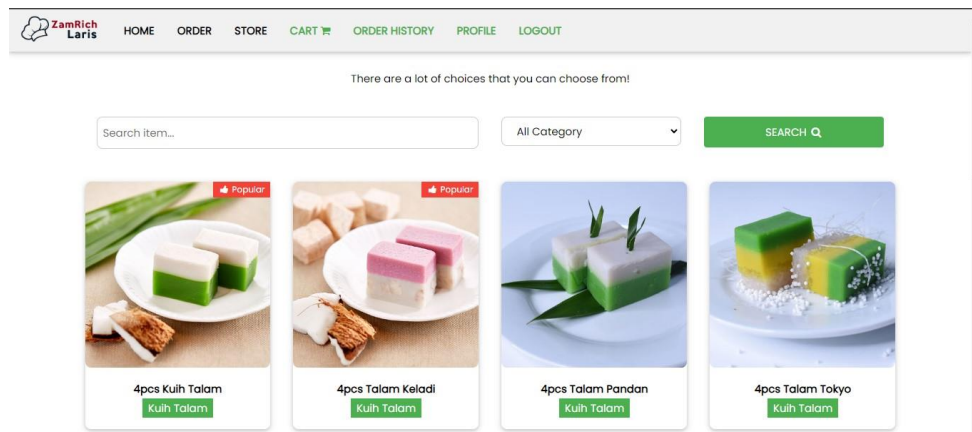 ZamRich
Laris
HOME ORDER STORE CART ORDER HISTORY PROFILE LOGOUT
There are a lot of choices that you can choose from!
Search item...
All Category
SEARCH
Popular
Popular
4pcs Kuih Talam
Kuih Talam
4pcs Talam Keladi
Kuih Talam
4pcs Talam Pandan
Kuih Talam
4pcs Talam Tokyo
Kuih Talam